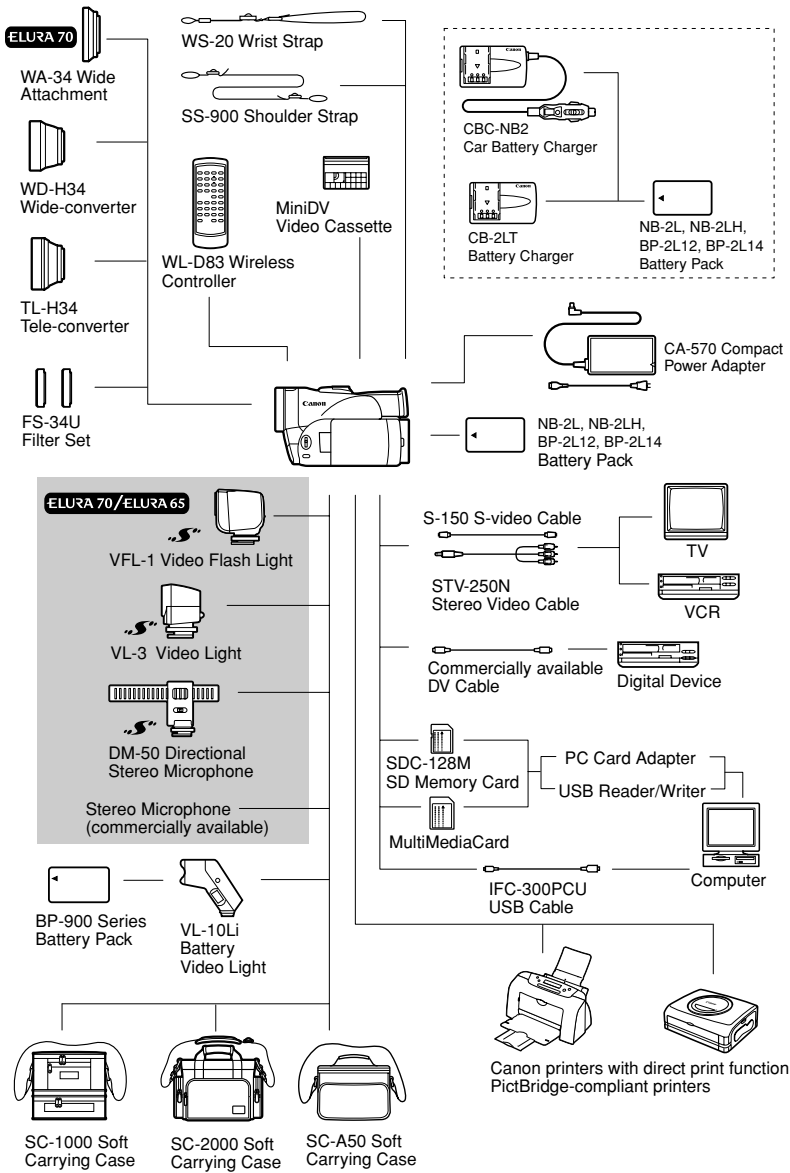 ELURA 70
WA-34 Wide
Attachment
WD-H34
Wide-converter
TL-H34
Tele-converter
FS-34U
Filter Set
WS-20 Wrist Strap
SS-900 Shoulder Strap
WL-D83 Wireless
Controller
MiniDV
Video Cassette
Canon
CBC-NB2
Car Battery Charger
Canon
CB-2LT
Battery Charger
NB-2L, NB-2LH,
BP-2L12, BP-2L14
Battery Pack
CA-570 Compact
Power Adapter
Canon
NB-2L, NB-2LH,
BP-2L12, BP-2L14
Battery Pack
ELURA 70/ELURA 65
VFL-1 Video Flash Light
VL-3 Video Light
DM-50 Directional
Stereo Microphone
Stereo Microphone
(commercially available)
BP-900 Series
Battery Pack
VL-10Li
Battery
Video Light
S-150 S-video Cable
STV-250N
Stereo Video Cable
TV
VCR
Commercially available
DV Cable
Digital Device
SDC-128M
SD Memory Card
MultiMediaCard
PC Card Adapter
USB Reader/Writer
Computer
IFC-300PCU
USB Cable
Canon printers with direct print function
PictBridge-compliant printers
SC-1000 Soft
Carrying Case
SC-2000 Soft
Carrying Case
SC-A50 Soft
Carrying Case